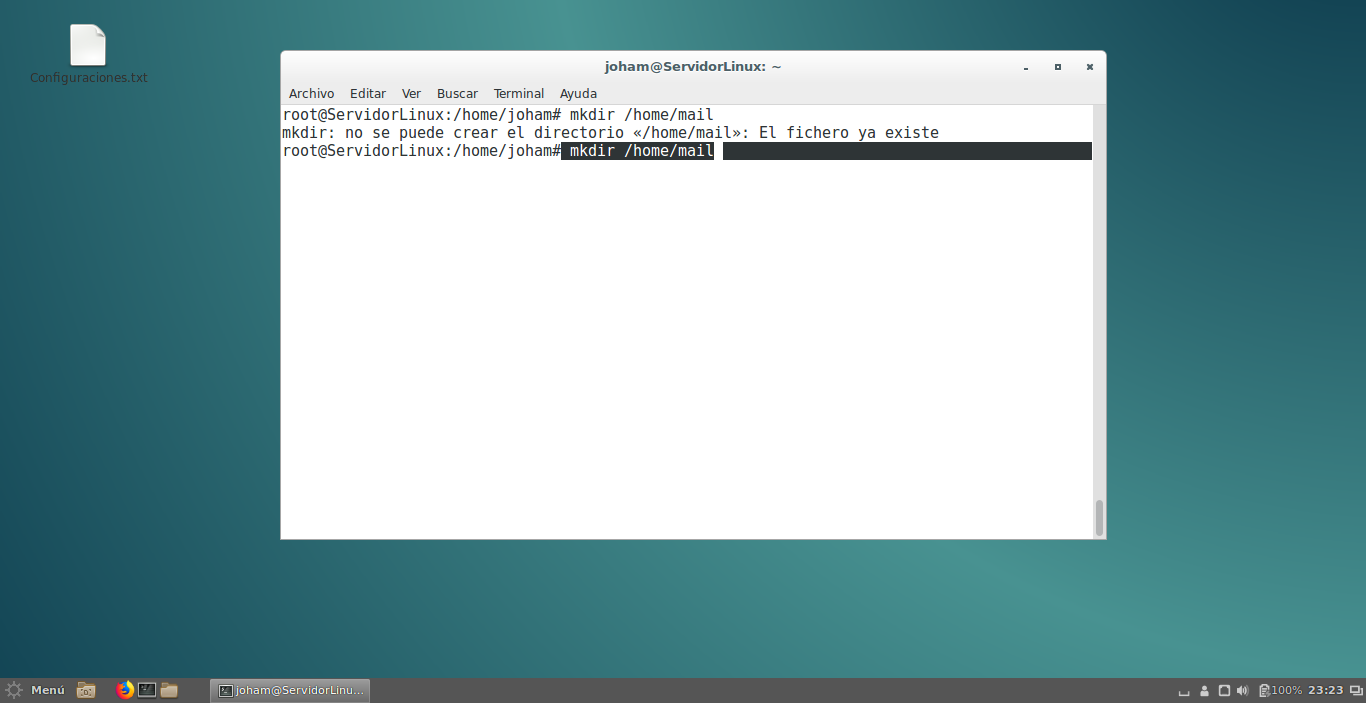 Configuraciones.txt
joham@ServidorLinux: ~
Archivo Editar Ver Buscar Terminal Ayuda
root@ServidorLinux:/home/joham# mkdir /home/mail
mkdir: no se puede crear el directorio «/home/mail»: El fichero ya existe
root@ServidorLinux:/home/joham# mkdir /home/mail
Menú joham@ServidorLinu... 100% 23:23